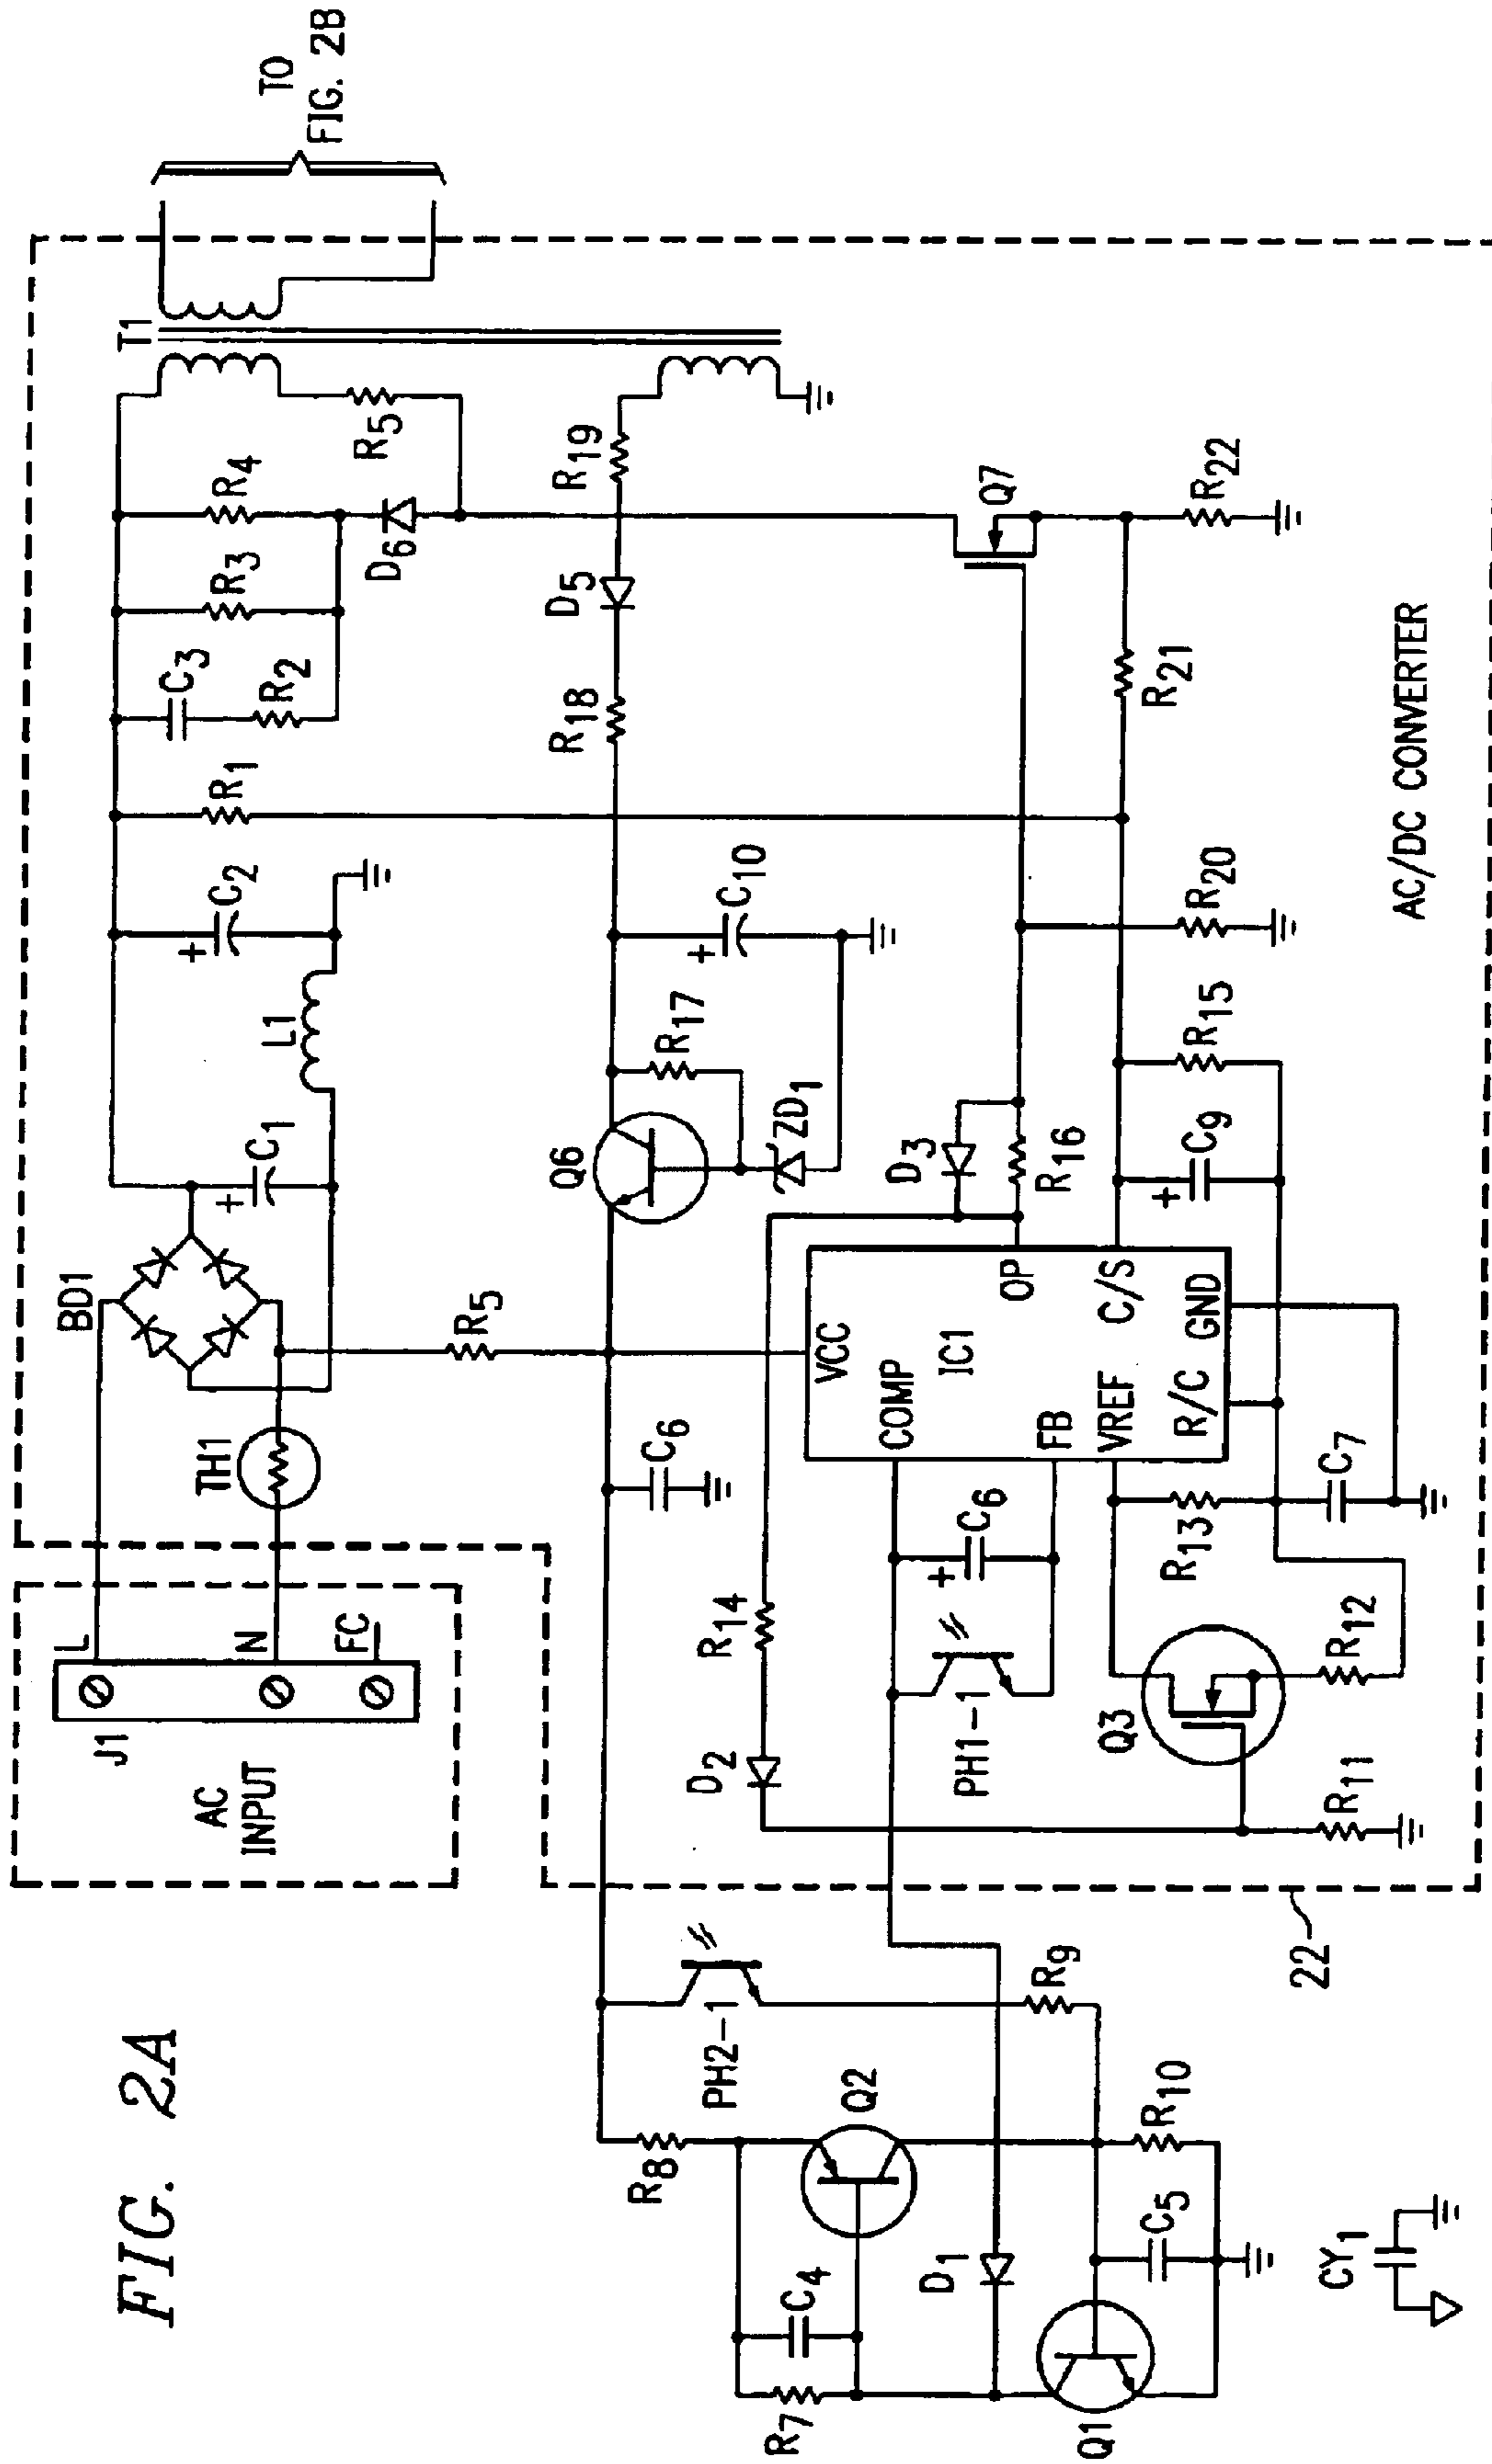 FIG. 2A
AC
INPUT
J1
L
N
FC
TH1
BD1
C1
+
L1
C2
+
R1
C3
R2
R3
R4
D6
R5
T1
TO
FIG. 2B
R5
C6
Q6
R17
ZD1
C10
+
R18
D5
R19
Q7
R22
R21
R20
R15
C9
+
R16
D3
VCC
COMP
IC1
OP
FB
C/S
VREF
R/C
GND
C6
+
R14
D2
PH1-1
Q3
R13
C7
R12
R11
22
PH2-1
R9
R8
Q2
R10
C4
R7
D1
C5
Q1
CY1
AC/DC CONVERTER